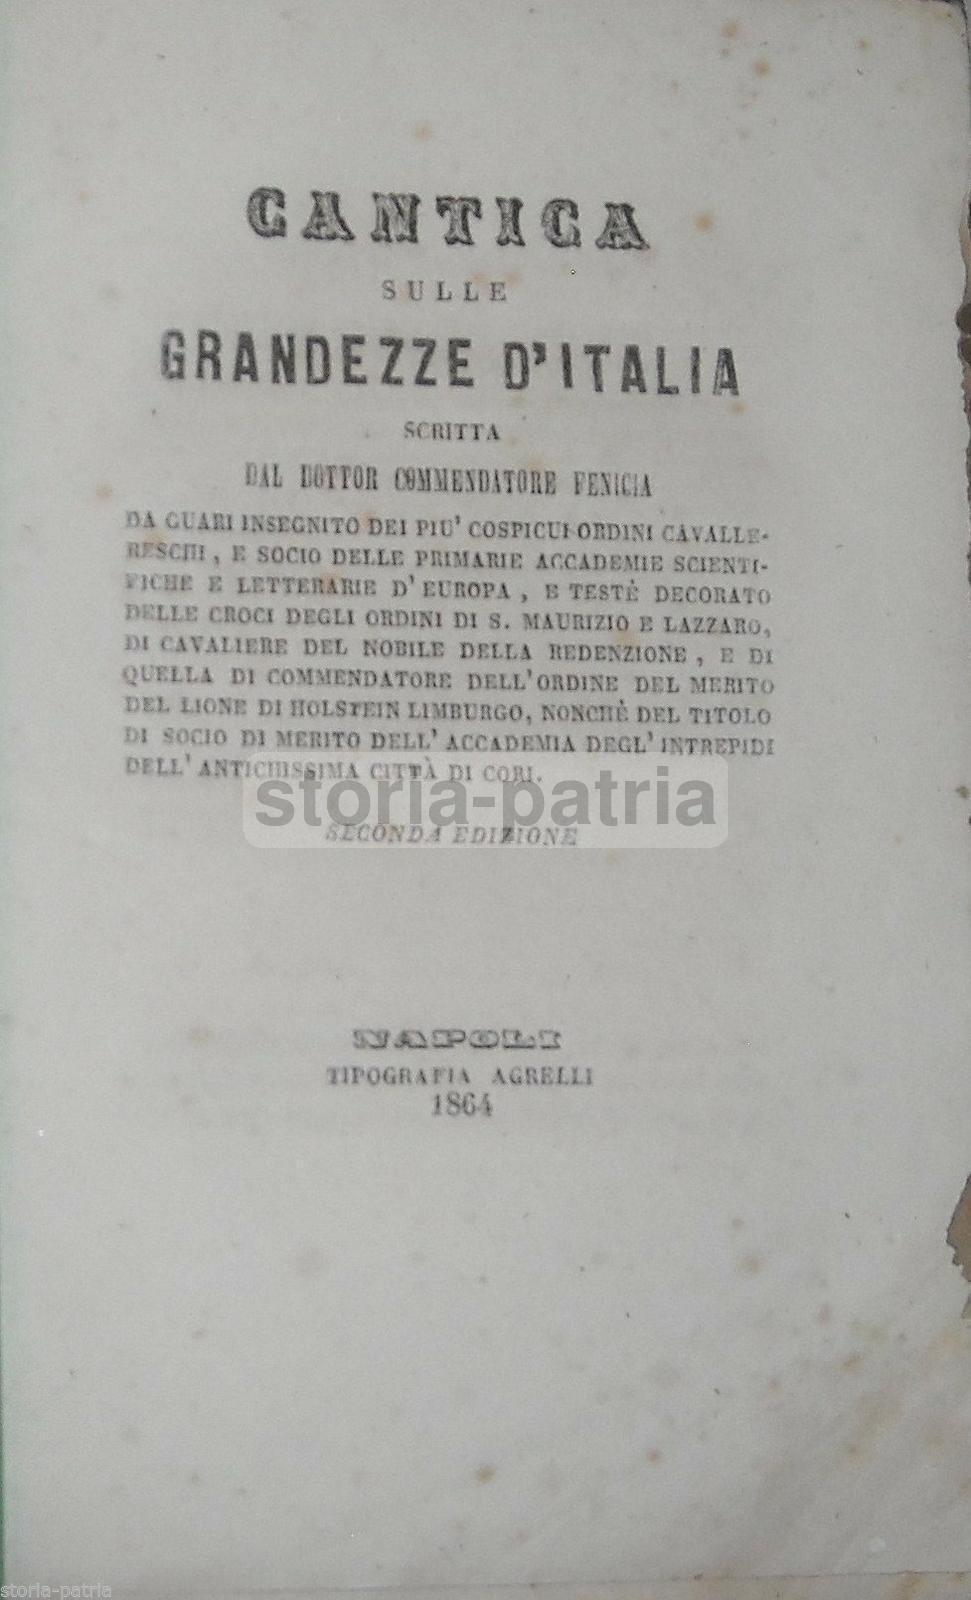 CANTICA
SULLE
GRANDEZZE D'ITALIA
SCRITTA
DAL DOTTOR COMMENDATORE FENICIA
DA GUARI INSEGNITO DEI PIU' COSPICUI ORDINI CAVALLE-
RESCHI, E SOCIO DELLE PRIMARIE ACCADEMIE SCIENTI-
FICHE E LETTERARIE D'EUROPA, E TESTÈ DECORATO
DELLE CROCI DEGLI ORDINI DI S. MAURIZIO E LAZZARO,
DI CAVALIERE DEL NOBILE DELLA REDENZIONE, E DI
QUELLA DI COMMENDATORE DELL'ORDINE DEL MERITO
DEL LIONE DI HOLSTEIN LIMBURGO, NONCHÈ DEL TITOLO
DI SOCIO DI MERITO DELL'ACCADEMIA DEGL'INTREPIDI
DELL'ANTICHISSIMA CITTÀ DI CORI.
storia-patria
SECONDA EDIZIONE
NAPOLI
TIPOGRAFIA AGRELLI
1864
storia-patria